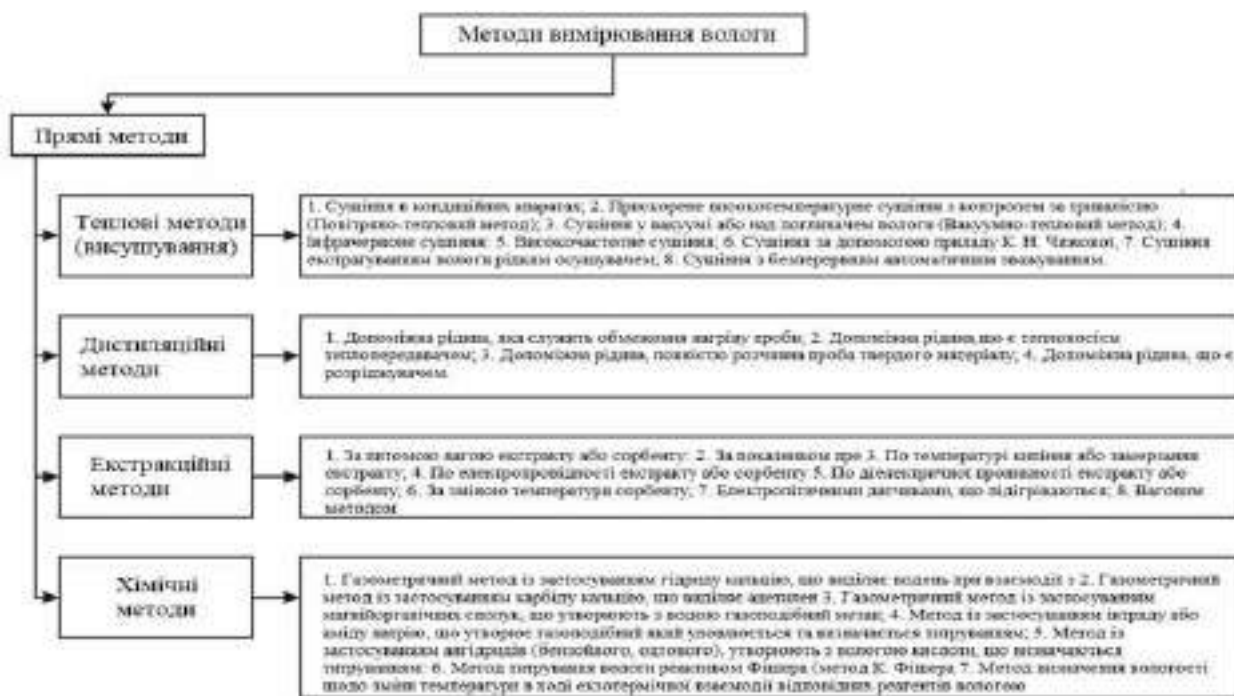 Методи вимірювання вологи
Прямі методи
Теплові методи
(висушування)
1. Сушіння в кондиційних апаратах; 2. Прискорене високотемпературне сушіння з контролем за тривалістю
(Повітряно-тепловий метод); 3. Сушіння у вакуумі або над поглиначем вологи (Вакуумно-тепловий метод); 4.
Інфрачервоне сушіння; 5. Високочастотне сушіння; 6. Сушіння за допомогою приладу К. Н. Чижової, 7. Сушіння
екстрагуванням вологи рідким осушувачем; 8. Сушіння з безперервним автоматичним зважуванням.
Дистиляційні
методи
1. Допоміжна рідина, яка служить обмеження нагріву проби; 2. Допоміжна рідина, що є теплоносієм
теплопередавачем; 3. Допоміжна рідина, повністю розчинна проба твердого матеріалу; 4. Допоміжна рідина, що є
розріджувачем.
Екстракційні
методи
1. За питомою вагою екстракту або сорбенту; 2. За показником пре 3. По температурі кипіння або замерзання
екстракту; 4. По електропровідності екстракту або сорбенту 5. По діелектричної проникності екстракту або
сорбенту; 6. За зміною температури сорбенту; 7. Електролітичними датчиками, що підігріваються; 8. Ваговим
методом
Хімічні
методи
1. Газометричний метод із застосуванням гідриду кальцію, що виділяє водень при взаємодії з 2. Газометричний
метод із застосуванням карбіду кальцію, що виділяє ацетилен 3. Газометричний метод із застосуванням
магнійорганічних сполук, що утворюють з водою газоподібний метан; 4. Метод із застосуванням або
аміду натрію, що утворює газоподібний який уловлюється та визначається титруванням; 5. Метод із
застосуванням ангідридів (бензойного, оцтового), утворюють з вологою кислоти, що визначаються
титруванням; 6. Метод титрування вологи реактивом Фішера (метод К. Фішера 7. Метод визначення вологості
щодо зміни температури в ході екзотермічної взаємодії відповідних реагентів вологою